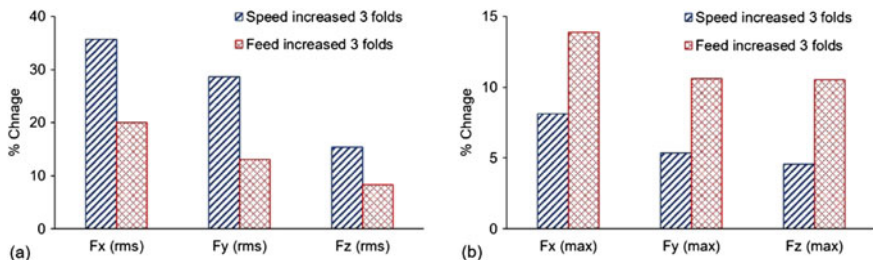 40
30
20
10
0
% Chnage
Speed increased 3 folds
Feed increased 3 folds
Fx (rms)
Fy (rms)
Fz (rms)
(a)
15
10
5
0
% Chnage
Speed increased 3 folds
Feed increased 3 folds
Fx (max)
Fy (max)
Fz (max)
(b)